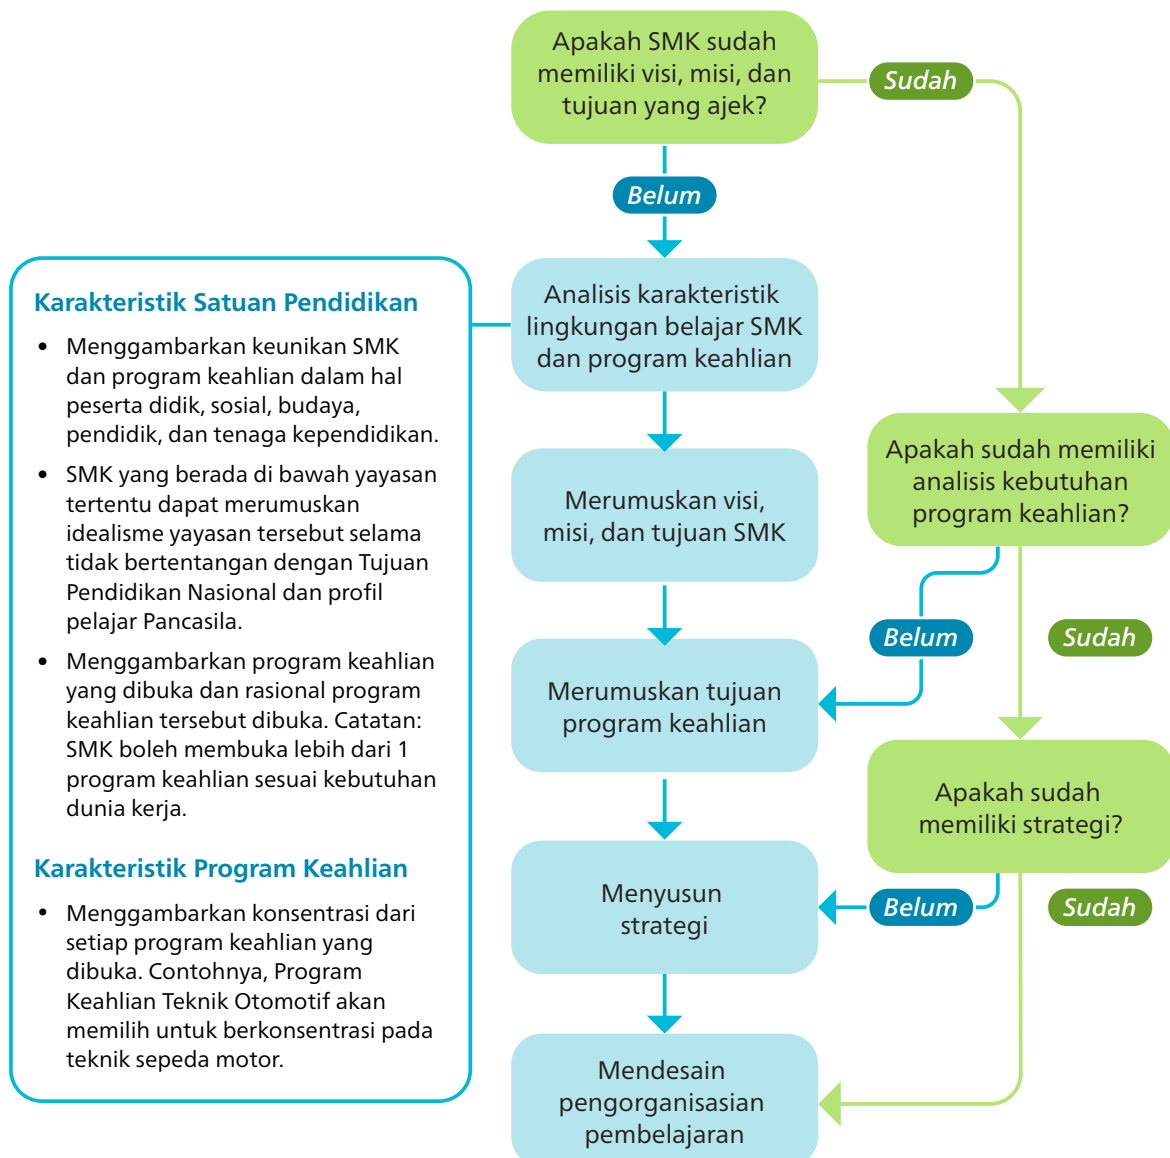 Apakah SMK sudah
memiliki visi, misi, dan
tujuan yang ajek?
Sudah
Belum
Karakteristik Satuan Pendidikan
• Menggambarkan keunikan SMK
dan program keahlian dalam hal
peserta didik, sosial, budaya,
pendidik, dan tenaga kependidikan.
• SMK yang berada di bawah yayasan
tertentu dapat merumuskan
idealisme yayasan tersebut selama
tidak bertentangan dengan Tujuan
Pendidikan Nasional dan profil
pelajar Pancasila.
• Menggambarkan program keahlian
yang dibuka dan rasional program
keahlian tersebut dibuka. Catatan:
SMK boleh membuka lebih dari 1
program keahlian sesuai kebutuhan
dunia kerja.
Karakteristik Program Keahlian
• Menggambarkan konsentrasi dari
setiap program keahlian yang
dibuka. Contohnya, Program
Keahlian Teknik Otomotif akan
memilih untuk berkonsentrasi pada
teknik sepeda motor.
Analisis karakteristik
lingkungan belajar SMK
dan program keahlian
Merumuskan visi,
misi, dan tujuan SMK
Apakah sudah memiliki
analisis kebutuhan
program keahlian?
Belum
Sudah
Merumuskan tujuan
program keahlian
Apakah sudah
memiliki strategi?
Belum
Sudah
Menyusun
strategi
Mendesain
pengorganisasian
pembelajaran